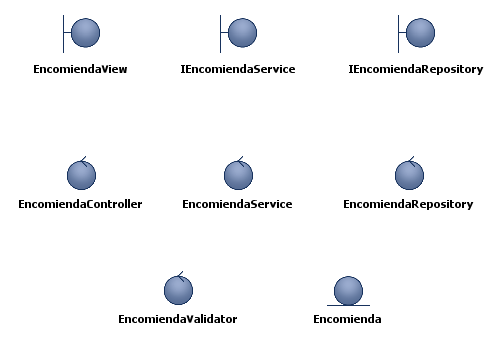 EncomiendaView
IEncomiendaService
IEncomiendaRepository
EncomiendaController
EncomiendaService
EncomiendaRepository
EncomiendaValidator
Encomienda